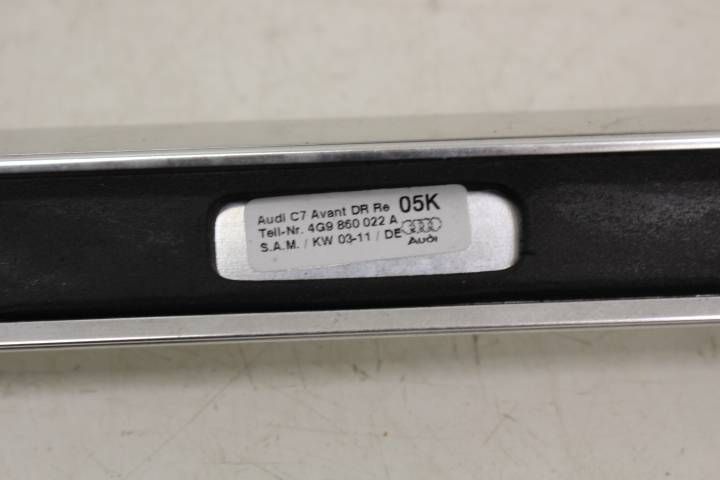 Audi C7 Avant DR Re 05K
Teil-Nr. 4G9 860 022 A
S.A.M. / KW 03-11 / DE
Audi